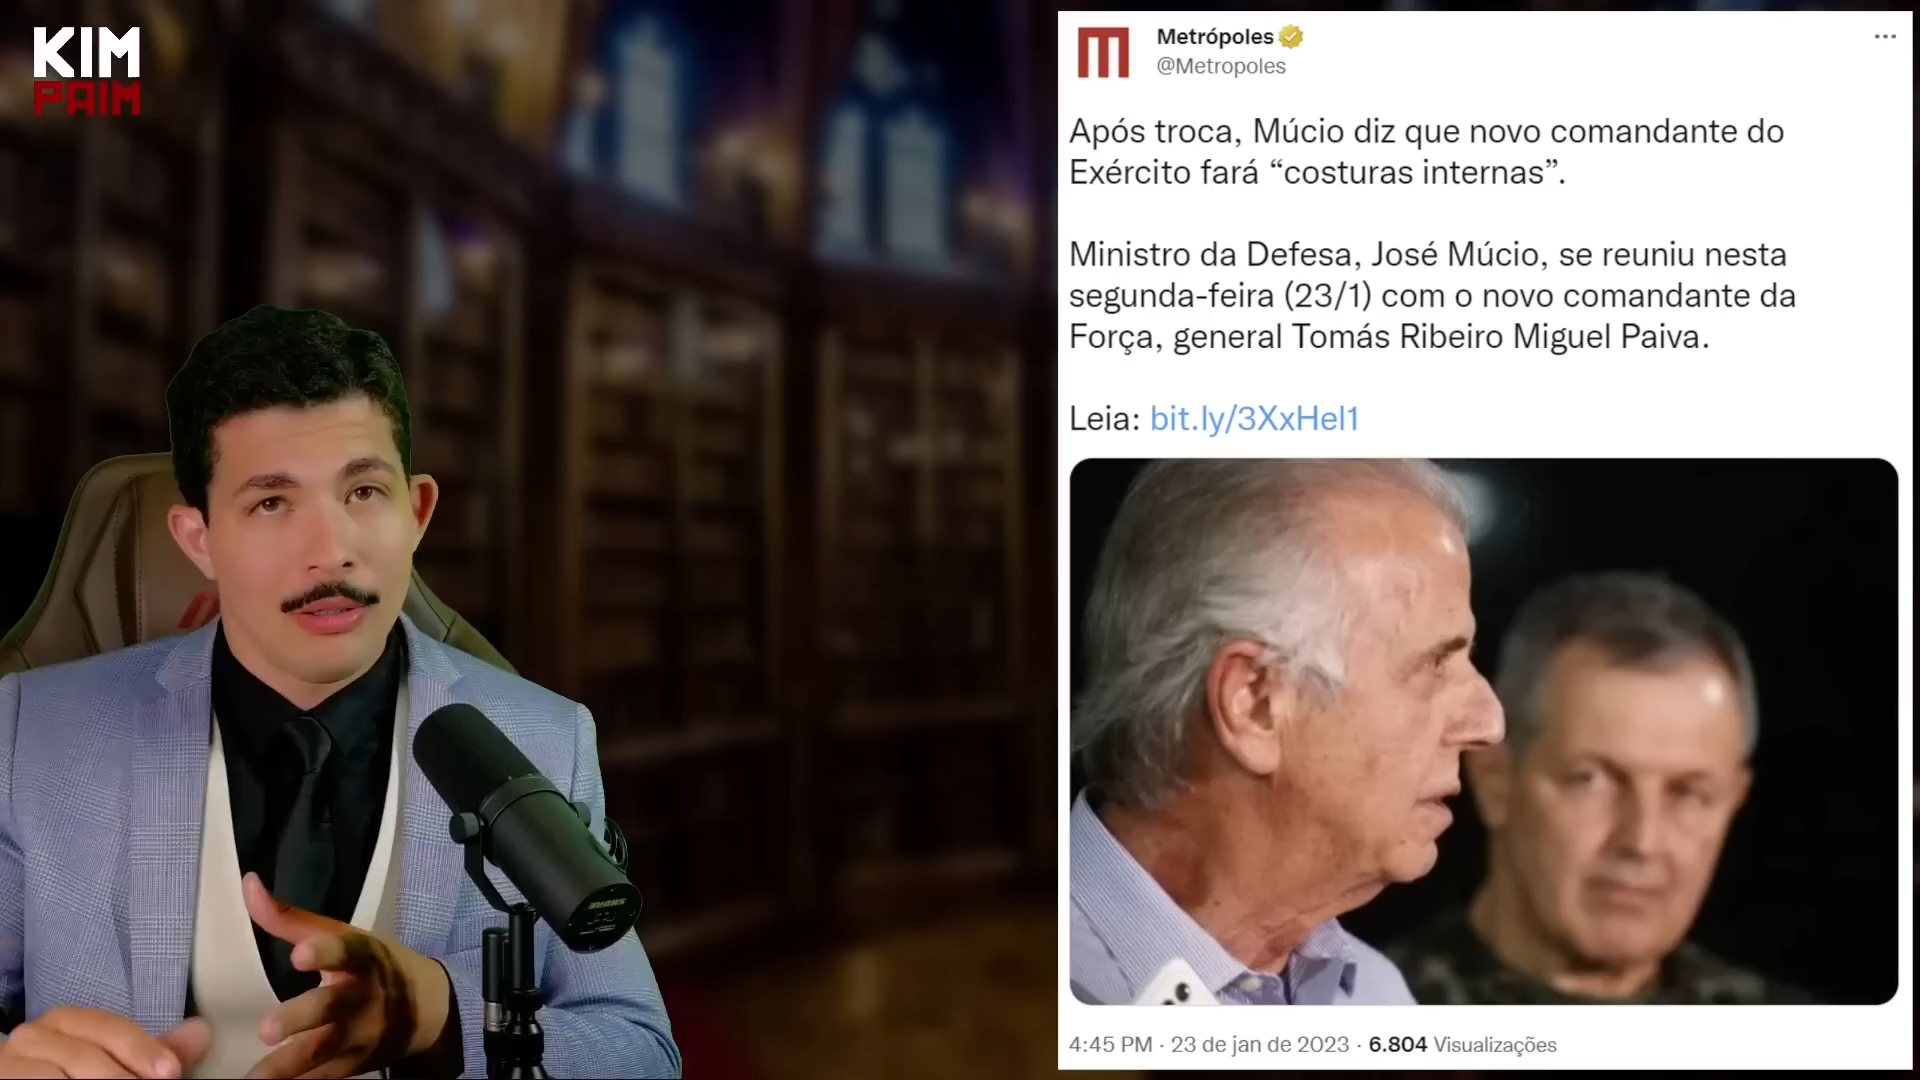 KIM
PAIM
Metrópoles
@Metropoles
Após troca, Múcio diz que novo comandante do
Exército fará “costuras internas”.
Ministro da Defesa, José Múcio, se reuniu nesta
segunda-feira (23/1) com o novo comandante da
Força, general Tomás Ribeiro Miguel Paiva.
Leia: bit.ly/3XxHel1
4:45 PM · 23 de jan de 2023 · 6.804 Visualizações
SHURE